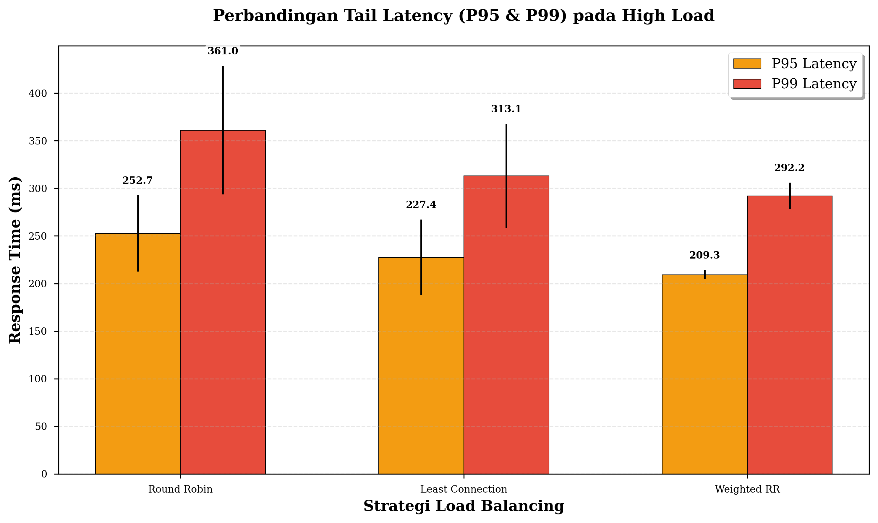 Perbandingan Tail Latency (P95 & P99) pada High Load
P95 Latency
P99 Latency
361.0
313.1
292.2
252.7
227.4
209.3
400
350
300
250
200
150
100
50
0
Response Time (ms)
Round Robin
Least Connection
Weighted RR
Strategi Load Balancing